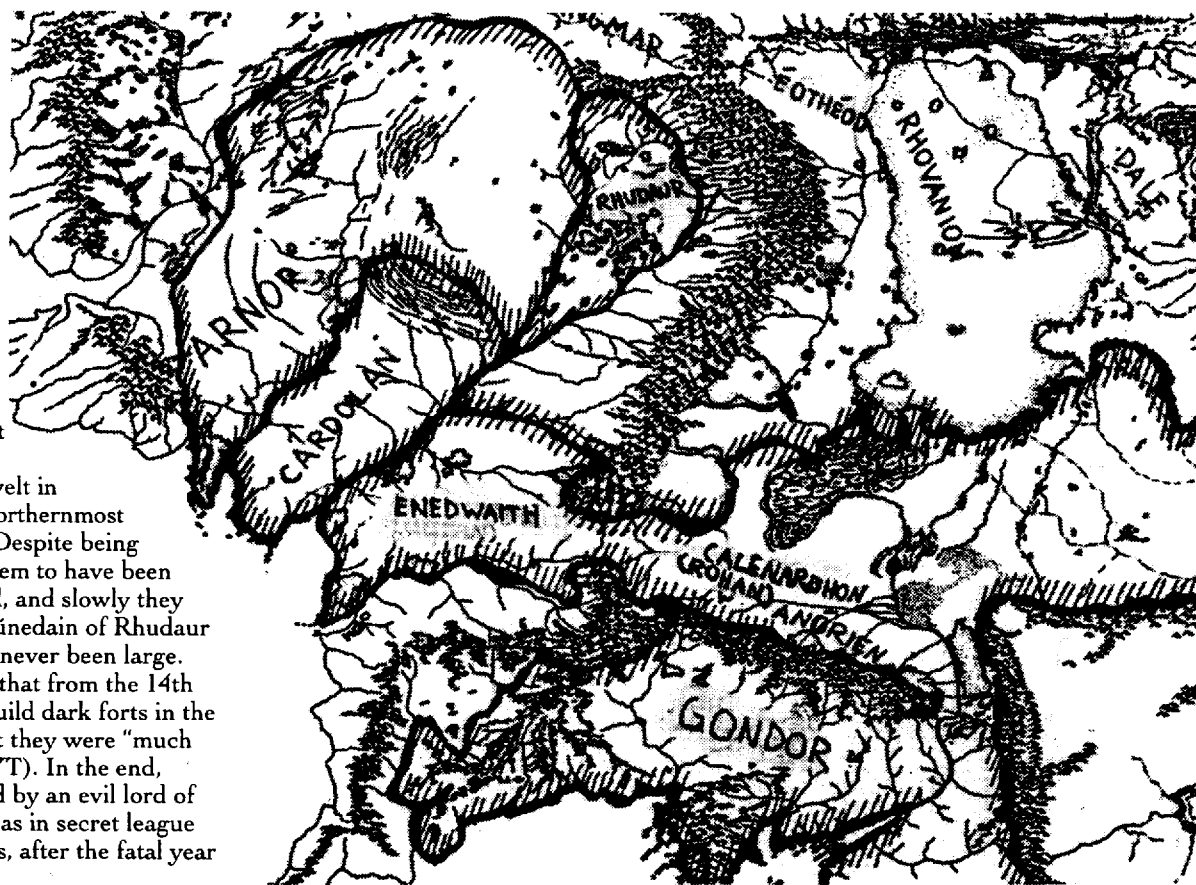 GMAR
EOTHEOD
RHOVANION
DALE
RHUDAUR
ARNOR
CARDOLAN
ENEDWAITH
CALENARDHON
(ROHAN)
ANORIEN
GONDOR
t
velt in
orthernmost
Despite being
em to have been
l, and slowly they
únedain of Rhudaur
never been large.
that from the 14th
uild dark forts in the
t they were "much
T). In the end,
d by an evil lord of
as in secret league
s, after the fatal year